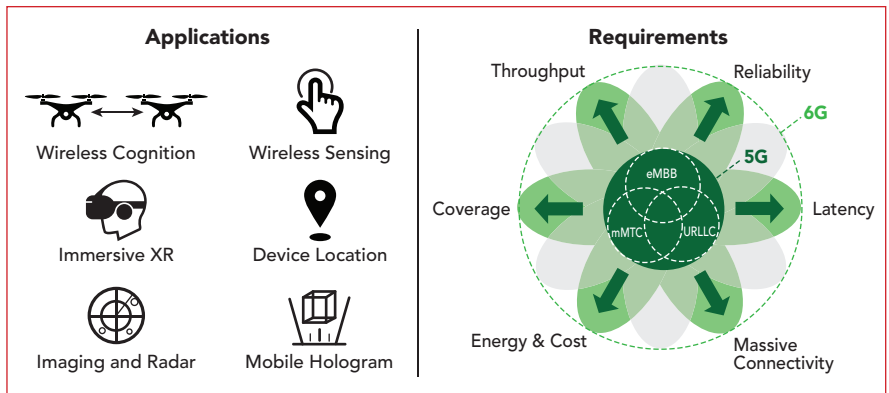 Applications
Wireless Cognition
Wireless Sensing
Immersive XR
Device Location
Imaging and Radar
Mobile Hologram
Requirements
Throughput
Reliability
6G
5G
eMBB
Coverage
Latency
mMTC
URLLC
Energy & Cost
Massive
Connectivity